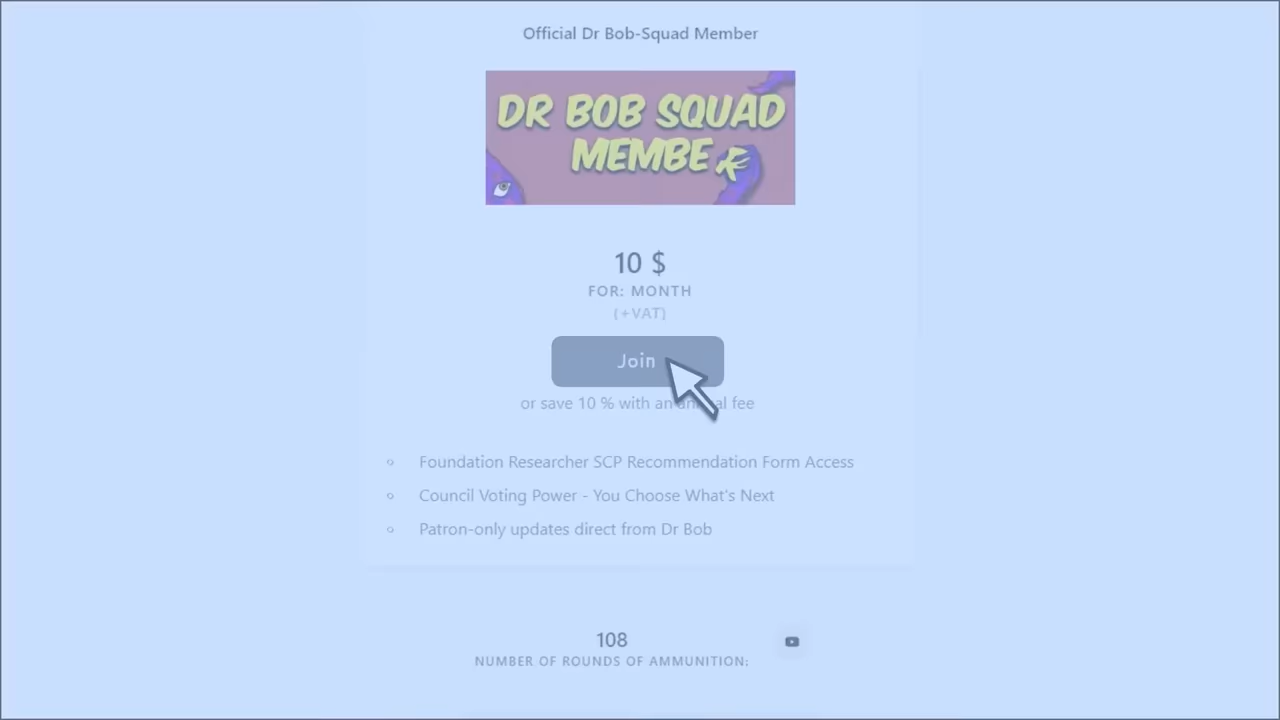 Official Dr Bob-Squad Member
DR BOB SQUAD
MEMBER
10 $
FOR: MONTH
(+VAT)
Join
or save 10 % with an annual fee
Foundation Researcher SCP Recommendation Form Access
Council Voting Power - You Choose What's Next
Patron-only updates direct from Dr Bob
108
NUMBER OF ROUNDS OF AMMUNITION: